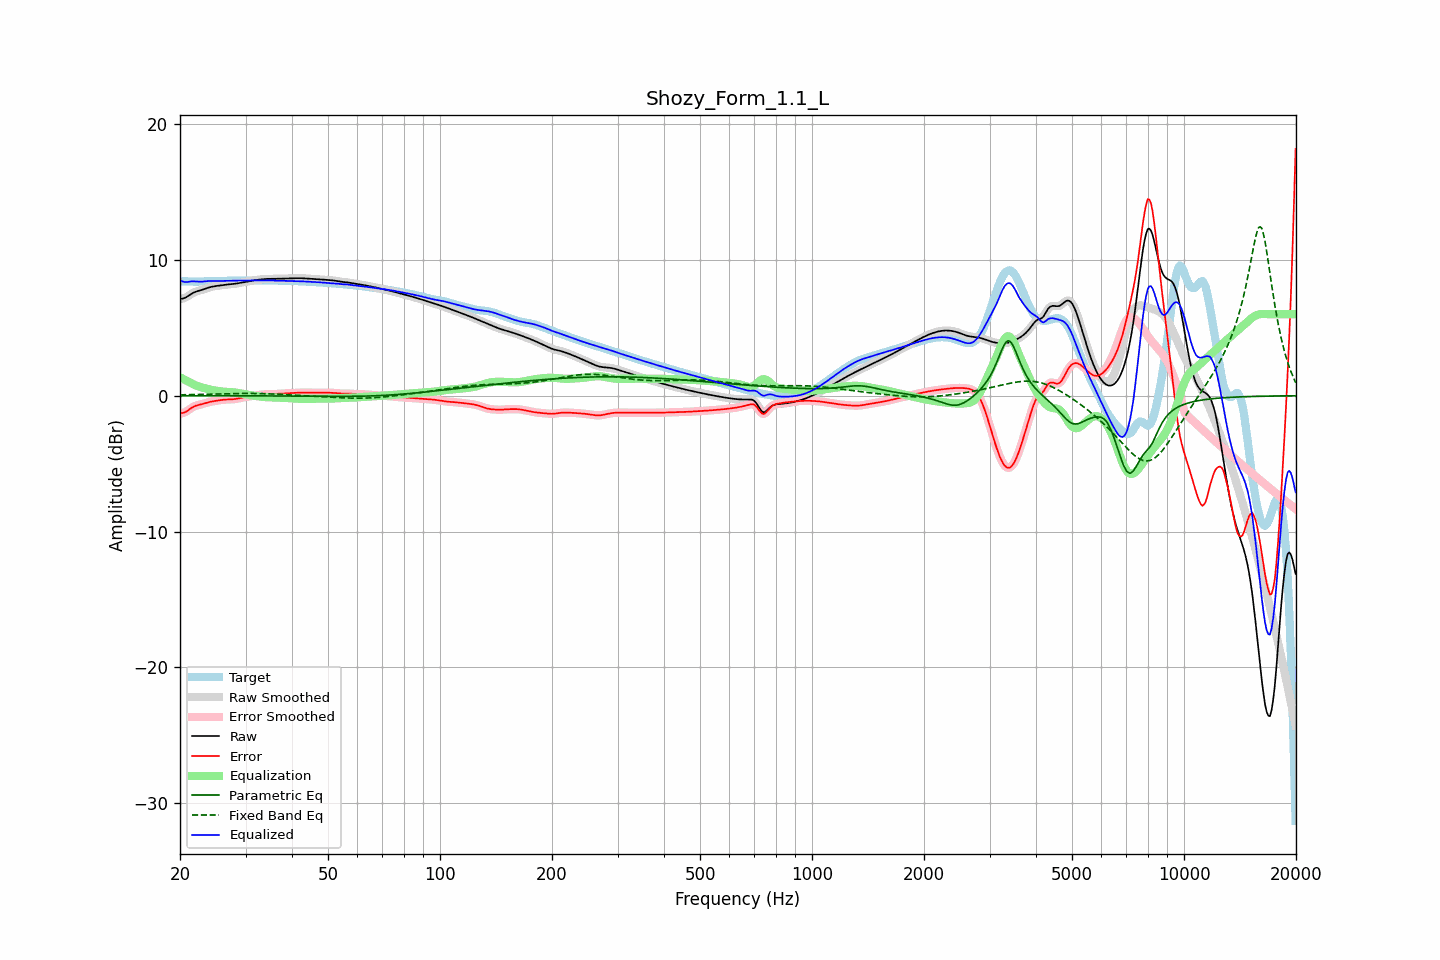 Shozy_Form_1.1_L
20
10
0
−10
−20
−30
Amplitude (dBr)
Target
Raw Smoothed
Error Smoothed
Raw
Error
Equalization
Parametric Eq
Fixed Band Eq
Equalized
20 50 100 200 500 1000 2000 5000 10000 20000
Frequency (Hz)